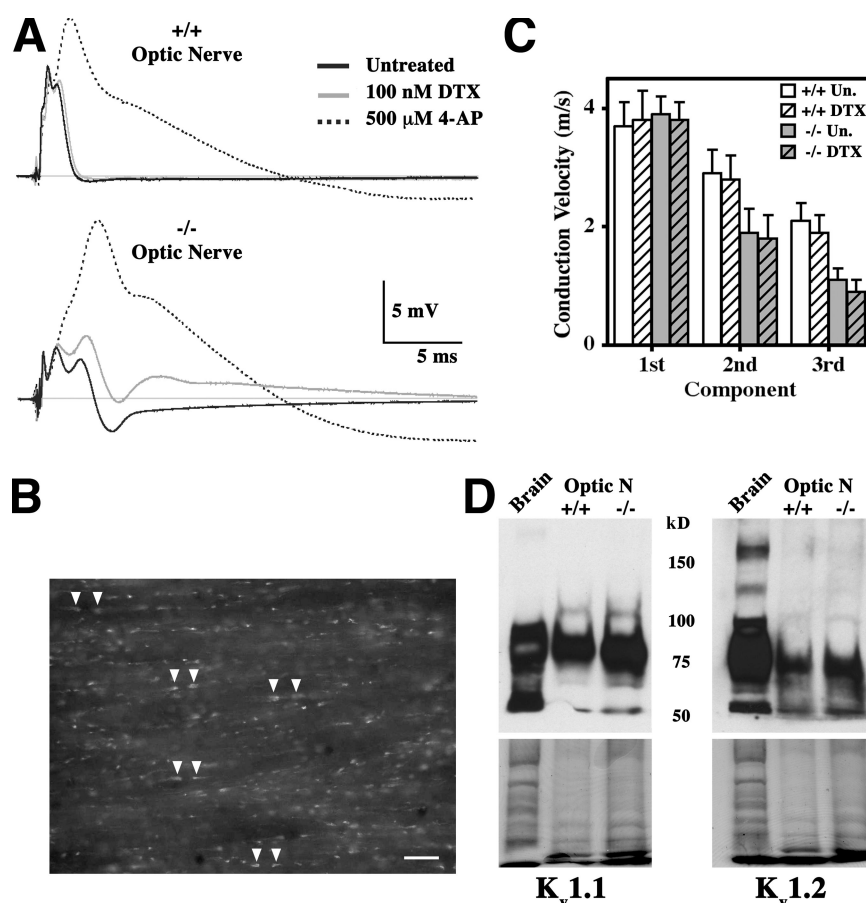 A
+/+
Optic Nerve
Untreated
100 nM DTX
500 μM 4-AP
-/-
Optic Nerve
5 mV
5 ms
C
Conduction Velocity (m/s)
4
2
0
+/+ Un.
+/+ DTX
-/- Un.
-/- DTX
1st 2nd 3rd
Component
B
D
Brain Optic N
+/+ -/-
kD
150
100
75
50
Brain Optic N
+/+ -/-
Kv1.1 Kv1.2